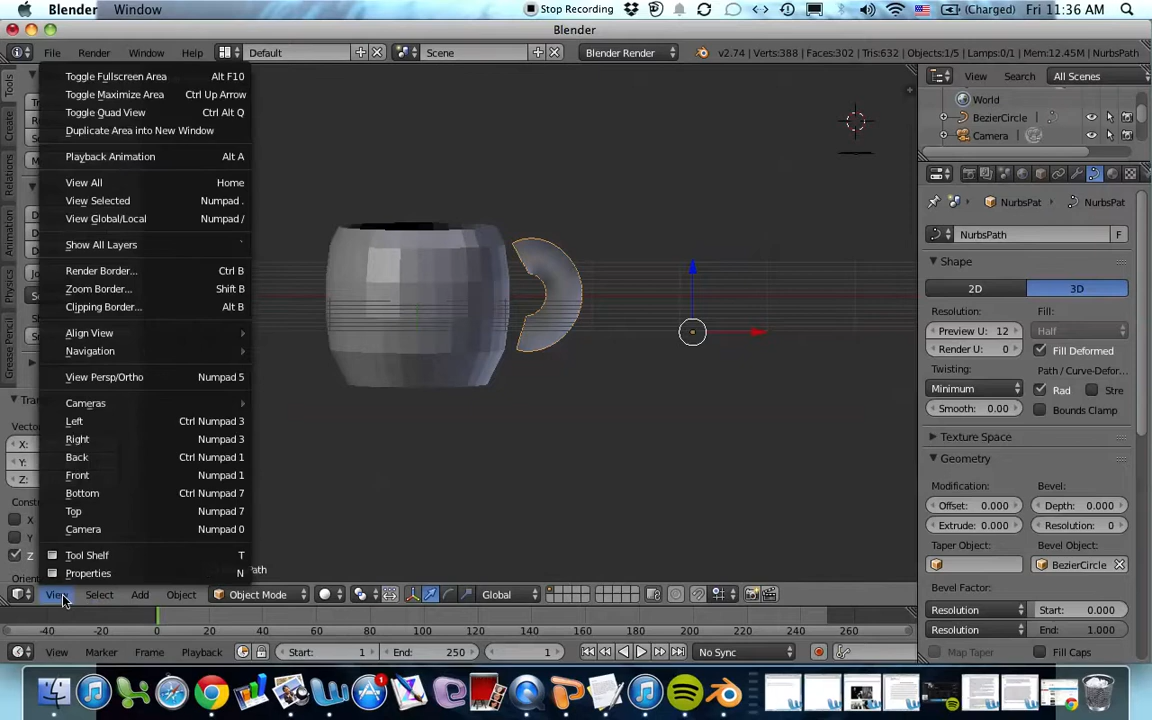 Blender Window Stop Recording (Charged) Fri 11:36 AM
Blender
File Render Window Help Default Scene Blender Render v2.74 | Verts:388 | Faces:302 | Tris:632 | Objects:1/5 | Lamps:0/1 | Mem:12.45M | NurbsPath
View Search All Scenes
World
BezierCircle
Camera
Tools
Create
Relations
Animation
Physics
Grease Pencil
Toggle Fullscreen Area Alt F10
Toggle Maximize Area Ctrl Up Arrow
Toggle Quad View Ctrl Alt Q
Duplicate Area into New Window
Playback Animation Alt A
View All Home
View Selected Numpad .
View Global/Local Numpad /
Show All Layers `
Render Border... Ctrl B
Zoom Border... Shift B
Clipping Border... Alt B
Align View
Navigation
View Persp/Ortho Numpad 5
Cameras
Left Ctrl Numpad 3
Right Numpad 3
Back Ctrl Numpad 1
Front Numpad 1
Bottom Ctrl Numpad 7
Top Numpad 7
Camera Numpad 0
Tool Shelf T
Properties N
X:
Y:
Z:
X
Y
Z
NurbsPat NurbsPat
NurbsPath F
Shape
2D 3D
Resolution: Fill Mode:
Preview U: 12 Half
Render U: 0 Fill Deformed
Twisting: Path / Curve-Defor...
Minimum Rad Stre
Smooth: 0.00 Bounds Clamp
Texture Space
Geometry
Modification: Bevel:
Offset: 0.000 Depth: 0.000
Extrude: 0.000 Resolution: 0
Taper Object: Bevel Object:
BezierCircle
Bevel Factor:
Resolution Start: 0.000
Resolution End: 1.000
Map Taper Fill Caps
View Select Add Object Object Mode Global
-40 -20 0 20 40 60 80 100 120 140 160 180 200 220 240 260
View Marker Frame Playback Start: 1 End: 250 1 No Sync